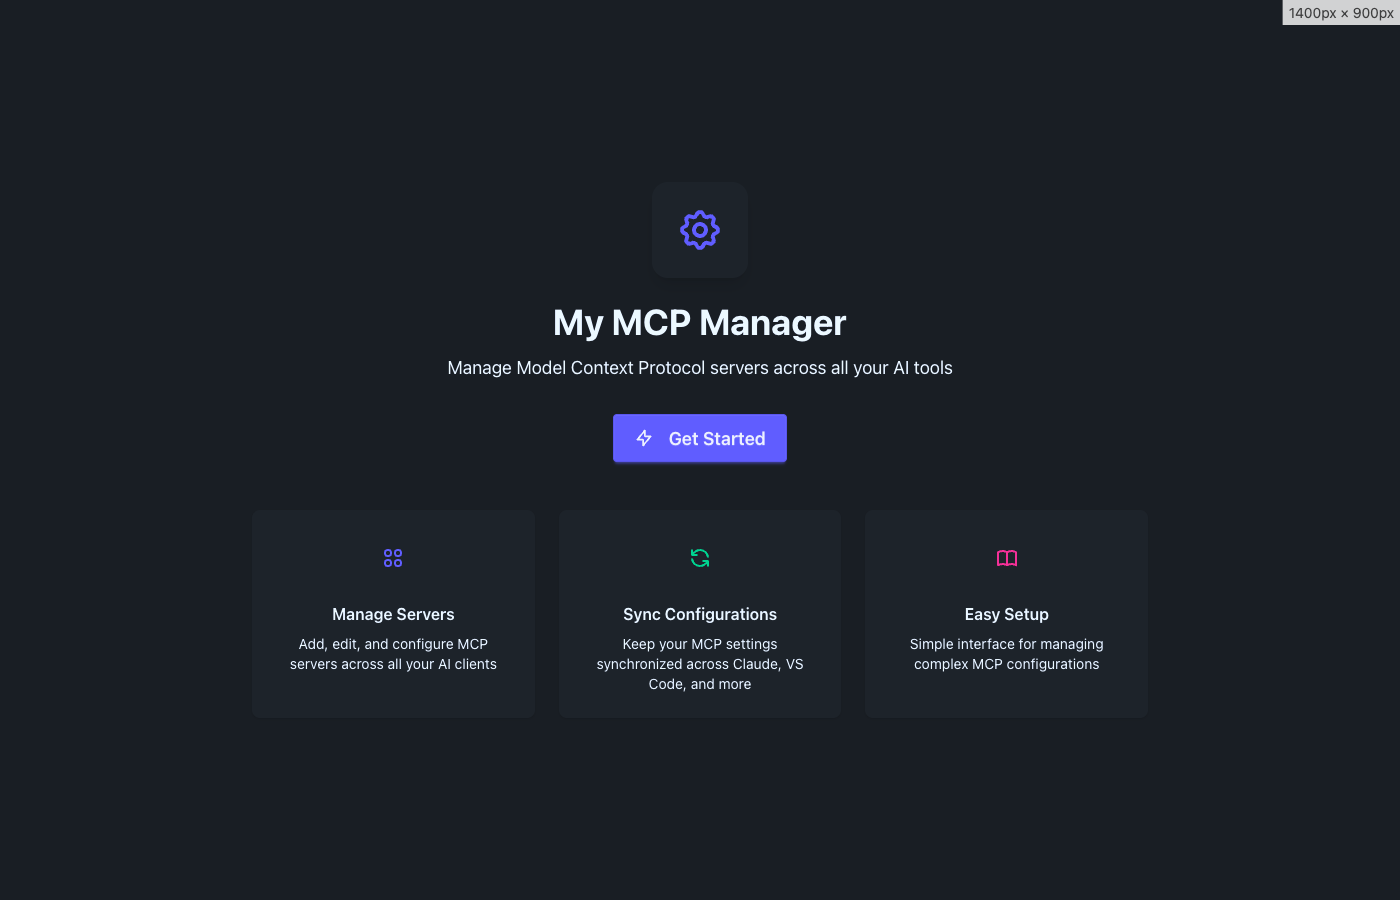 1400px × 900px
My MCP Manager
Manage Model Context Protocol servers across all your AI tools
Get Started
Manage Servers
Add, edit, and configure MCP
servers across all your AI clients
Sync Configurations
Keep your MCP settings
synchronized across Claude, VS
Code, and more
Easy Setup
Simple interface for managing
complex MCP configurations